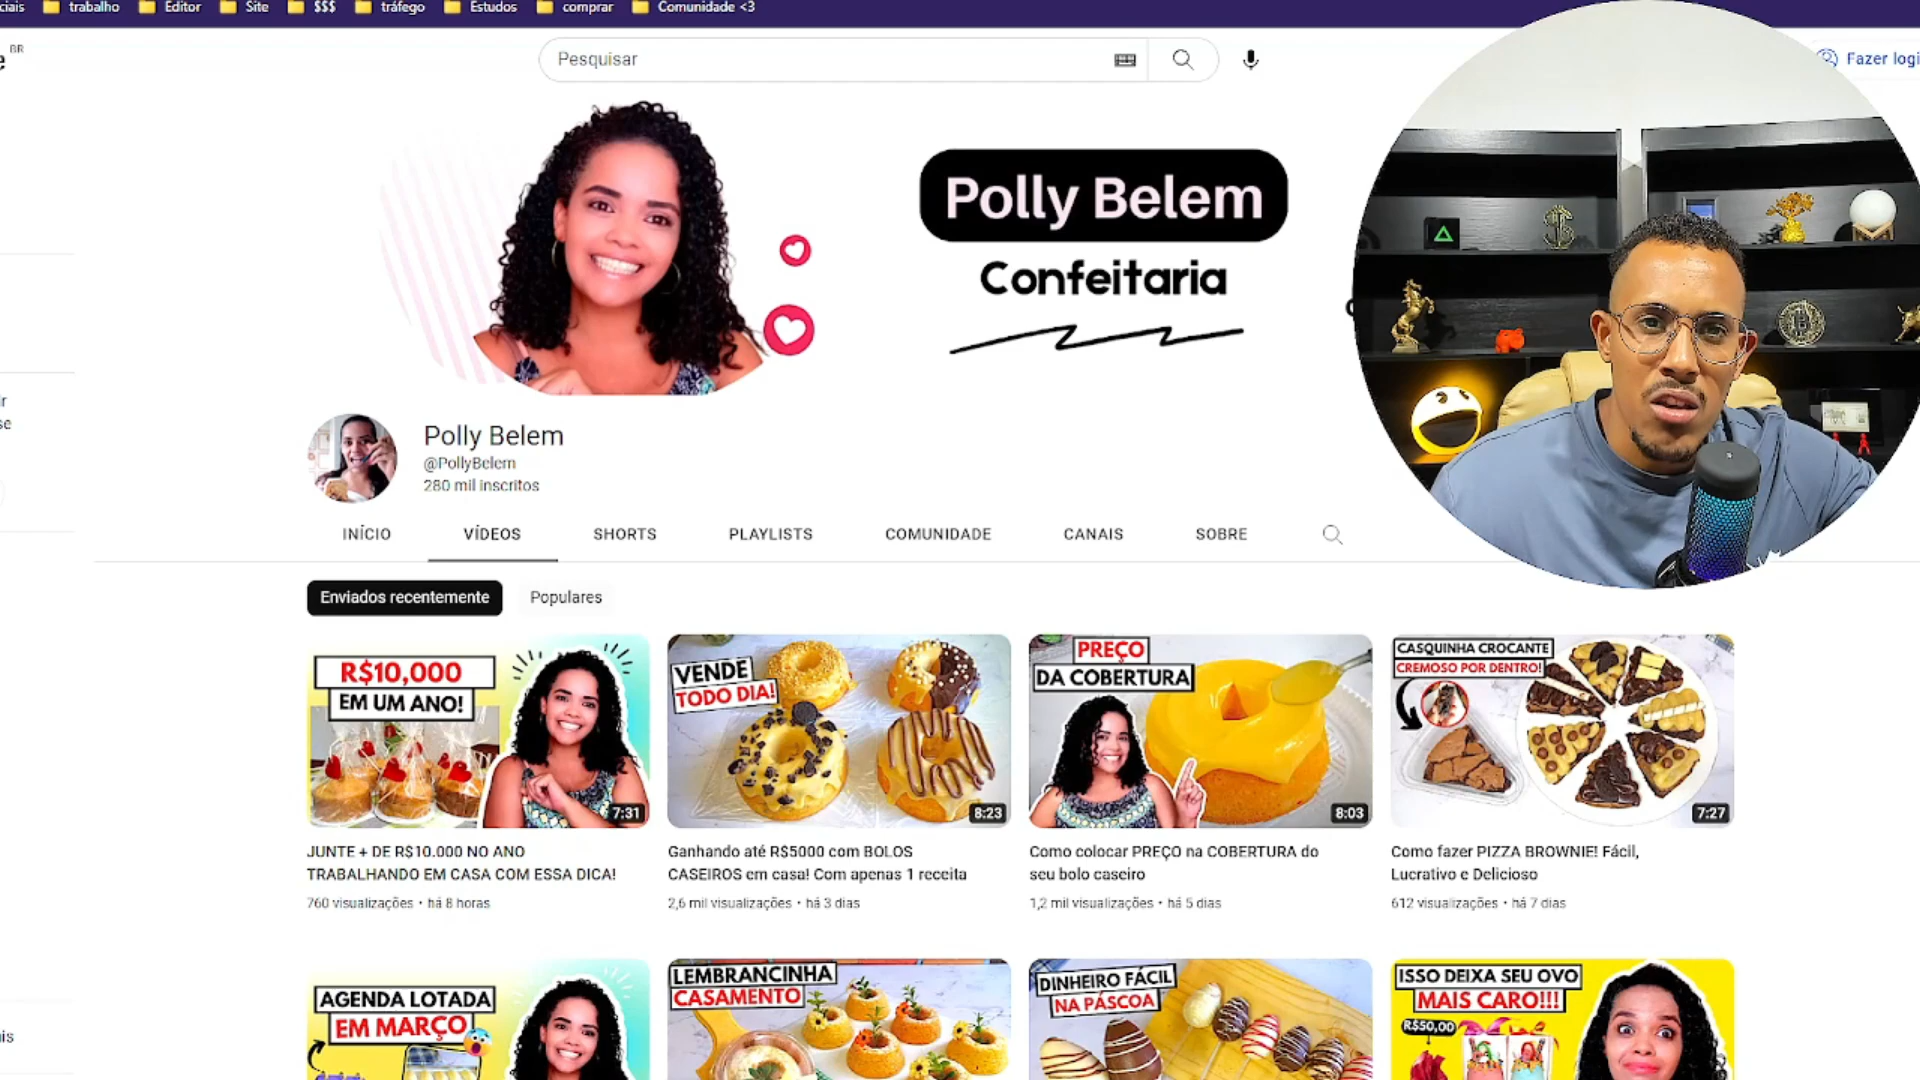 ciais trabalho Editor Site $$$ tráfego Estudos comprar Comunidade <3
e BR
Pesquisar
Fazer logi
Polly Belem
Confeitaria
Polly Belem
@PollyBelem
280 mil inscritos
INÍCIO VÍDEOS SHORTS PLAYLISTS COMUNIDADE CANAIS SOBRE
Enviados recentemente Populares
R$10,000
EM UM ANO!
7:31
VENDE
TODO DIA!
8:23
PREÇO
DA COBERTURA
8:03
CASQUINHA CROCANTE
CREMOSO POR DENTRO!
7:27
JUNTE + DE R$10.000 NO ANO
TRABALHANDO EM CASA COM ESSA DICA!
760 visualizações • há 8 horas
Ganhando até R$5000 com BOLOS
CASEIROS em casa! Com apenas 1 receita
2,6 mil visualizações • há 3 dias
Como colocar PREÇO na COBERTURA do
seu bolo caseiro
1,2 mil visualizações • há 5 dias
Como fazer PIZZA BROWNIE! Fácil,
Lucrativo e Delicioso
612 visualizações • há 7 dias
AGENDA LOTADA
EM MARÇO
LEMBRANCINHA
CASAMENTO
DINHEIRO FÁCIL
NA PÁSCOA
ISSO DEIXA SEU OVO
MAIS CARO!!!
R$50,00
r
se
is